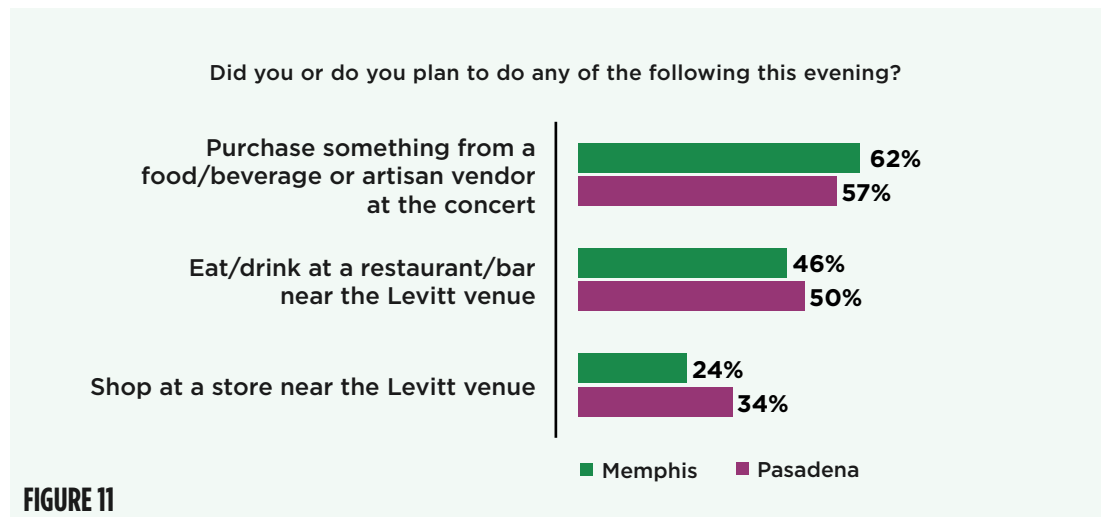 Did you or do you plan to do any of the following this evening?
Purchase something from a
food/beverage or artisan vendor
at the concert
62%
57%
Eat/drink at a restaurant/bar
near the Levitt venue
46%
50%
Shop at a store near the Levitt venue
24%
34%
Memphis
Pasadena
FIGURE 11